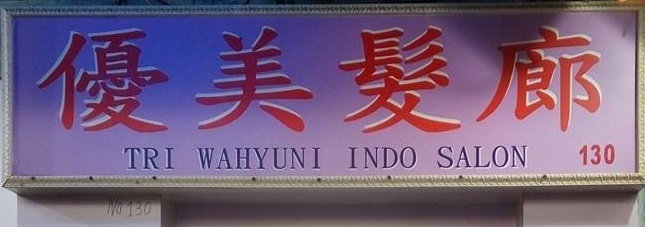 優美髮廊
TRI WAHYUNI INDO SALON 130
No 130